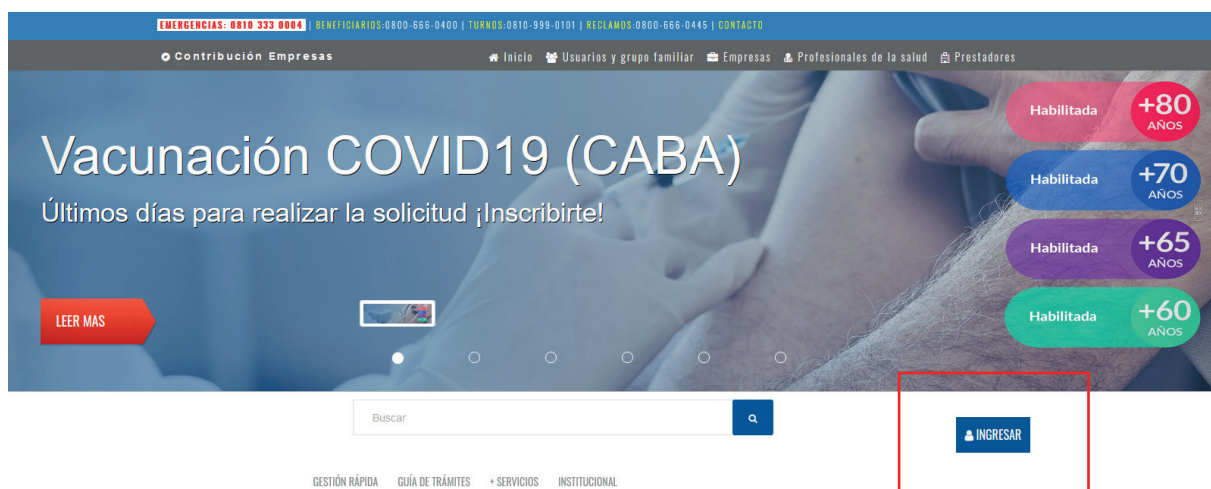 EMERGENCIAS: 0810 333 0004 | BENEFICIARIOS:0800-666-0400 | TURNOS:0810-999-0101 | RECLAMOS:0800-666-0445 | CONTACTO
Contribución Empresas Inicio Usuarios y grupo familiar Empresas Profesionales de la salud Prestadores
Vacunación COVID19 (CABA)
Últimos días para realizar la solicitud ¡Inscribirte!
LEER MAS
Habilitada +80 AÑOS
Habilitada +70 AÑOS
Habilitada +65 AÑOS
Habilitada +60 AÑOS
Buscar
INGRESAR
GESTIÓN RÁPIDA GUÍA DE TRÁMITES + SERVICIOS INSTITUCIONAL